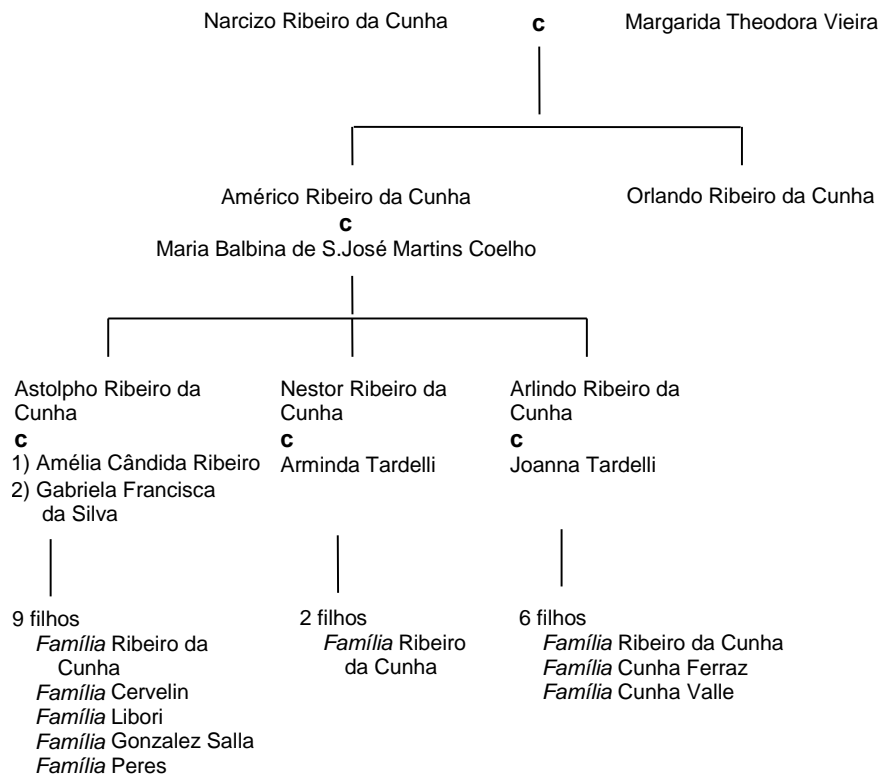 Narcizo Ribeiro da Cunha c Margarida Theodora Vieira
Américo Ribeiro da Cunha
c
Maria Balbina de S.José Martins Coelho
Orlando Ribeiro da Cunha
Astolpho Ribeiro da
Cunha
c
1) Amélia Cândida Ribeiro
2) Gabriela Francisca
da Silva
Nestor Ribeiro da
Cunha
c
Arminda Tardelli
Arlindo Ribeiro da
Cunha
c
Joanna Tardelli
9 filhos
Família Ribeiro da
Cunha
Família Cervelin
Família Libori
Família Gonzalez Salla
Família Peres
2 filhos
Família Ribeiro
da Cunha
6 filhos
Família Ribeiro da Cunha
Família Cunha Ferraz
Família Cunha Valle